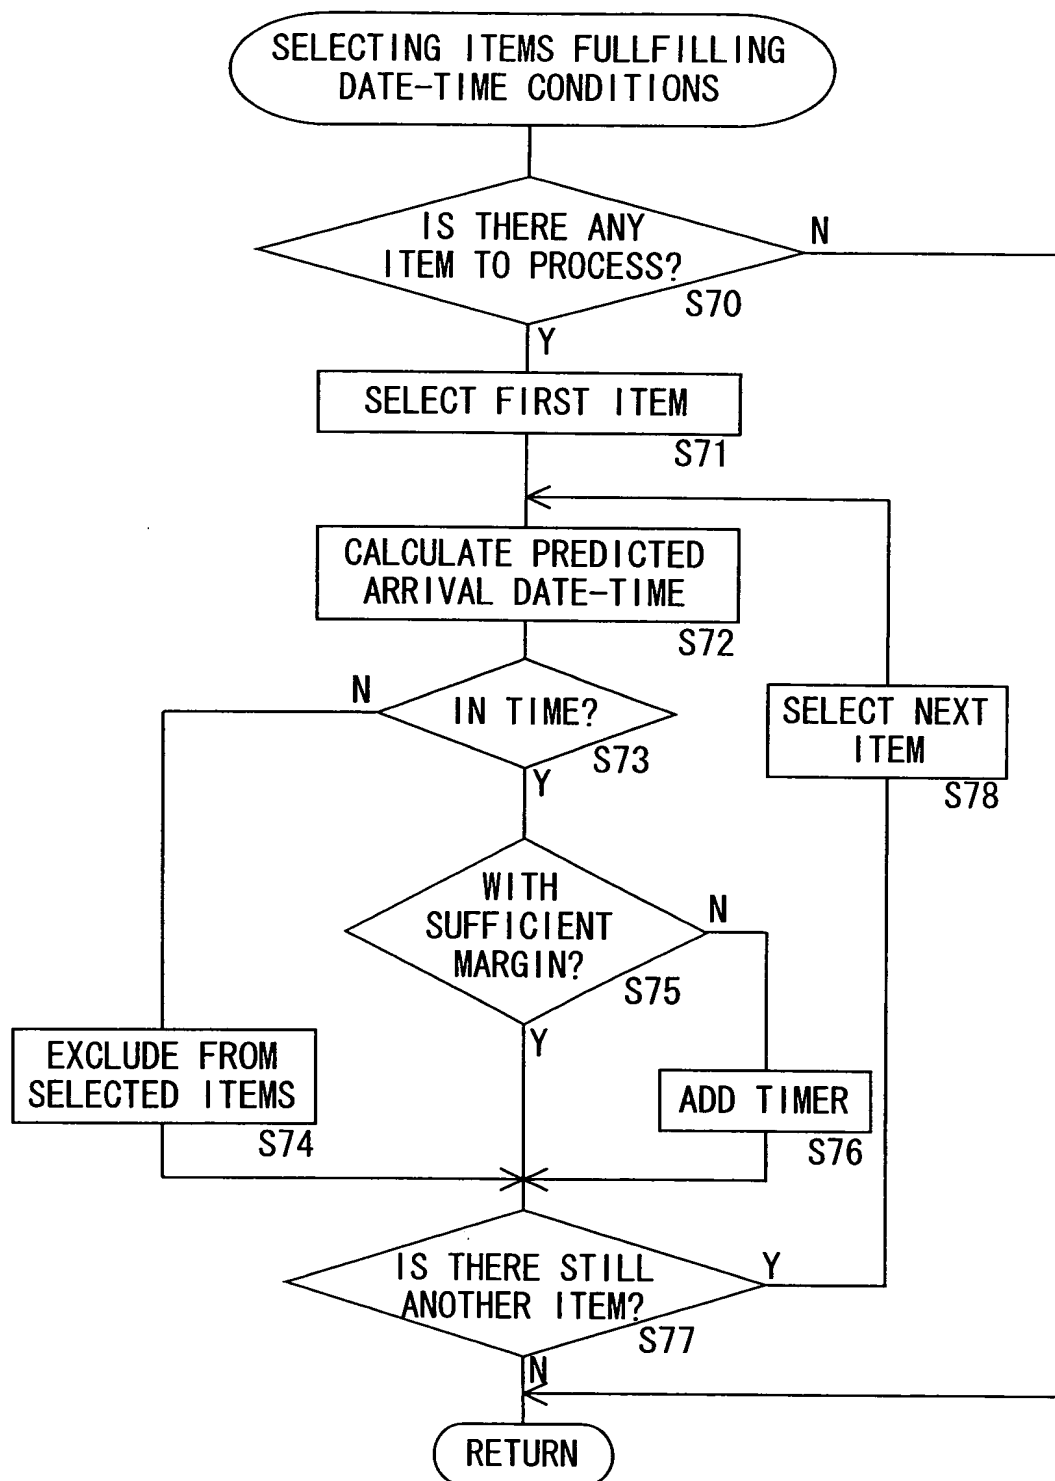 SELECTING ITEMS FULLFILLING
DATE-TIME CONDITIONS
IS THERE ANY
ITEM TO PROCESS?
N
S70
Y
SELECT FIRST ITEM
S71
CALCULATE PREDICTED
ARRIVAL DATE-TIME
S72
N
IN TIME?
S73
Y
SELECT NEXT
ITEM
S78
WITH
SUFFICIENT
MARGIN?
N
S75
Y
EXCLUDE FROM
SELECTED ITEMS
S74
ADD TIMER
S76
IS THERE STILL
ANOTHER ITEM?
Y
S77
N
RETURN